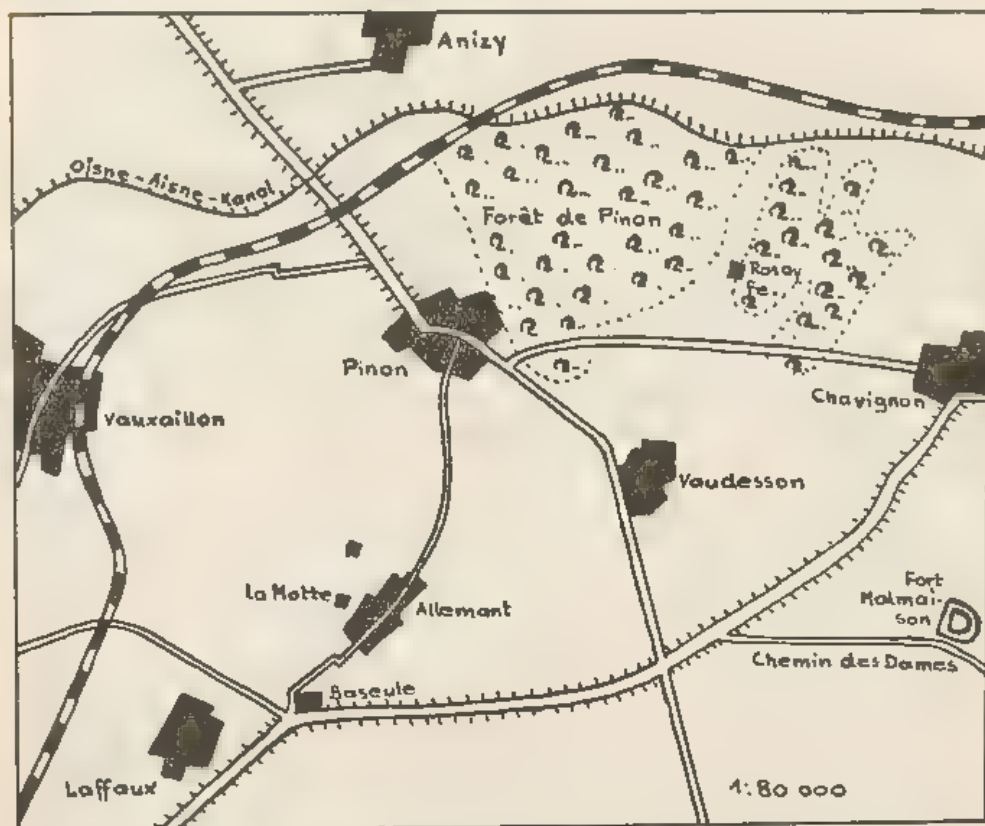 Anizy
Oisne-Aisne-Kanal
Forêt de Pinon
Rosay
fe.
Pinon
Chavignon
Vauxaillon
Vaudesson
la Motte
Allemant
Fort
Malmai-
son
Chemin des Dames
Baseule
Laffaux
1:80 000